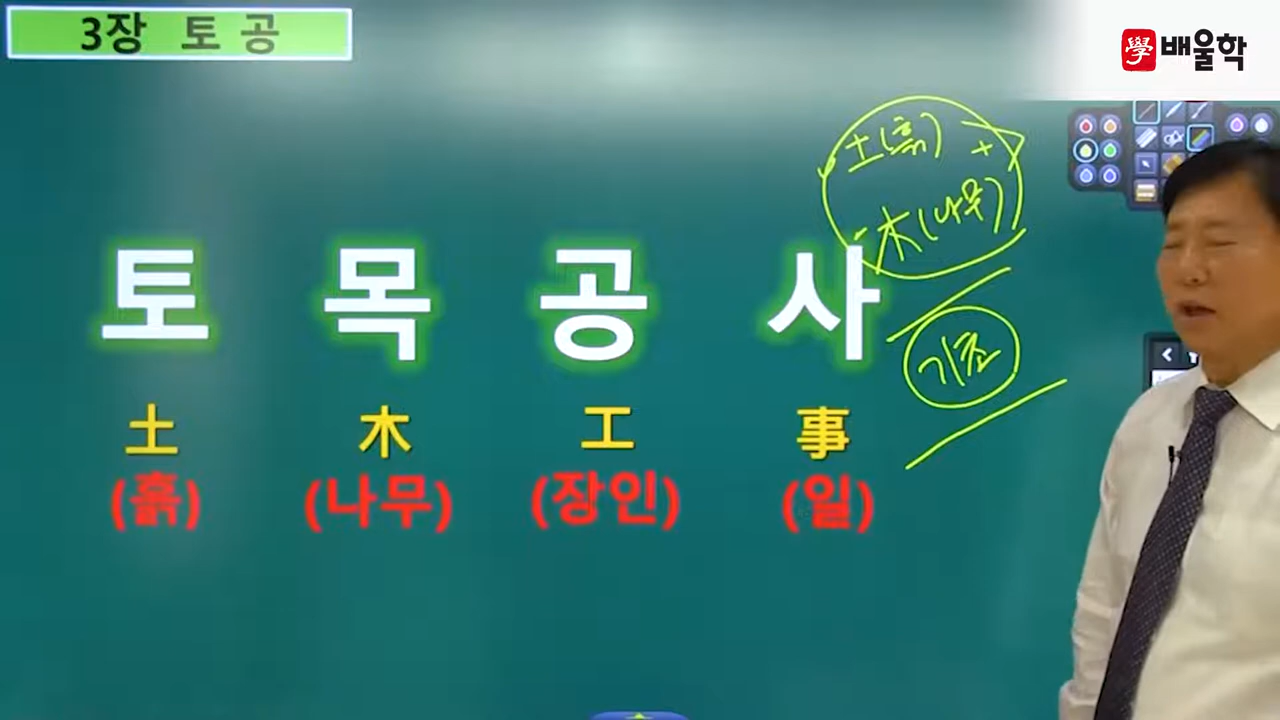 3장 토공
學 배울학
土(흙) +
木(나무)
토 목 공 사
기초
土 木 工 事
(흙) (나무) (장인) (일)